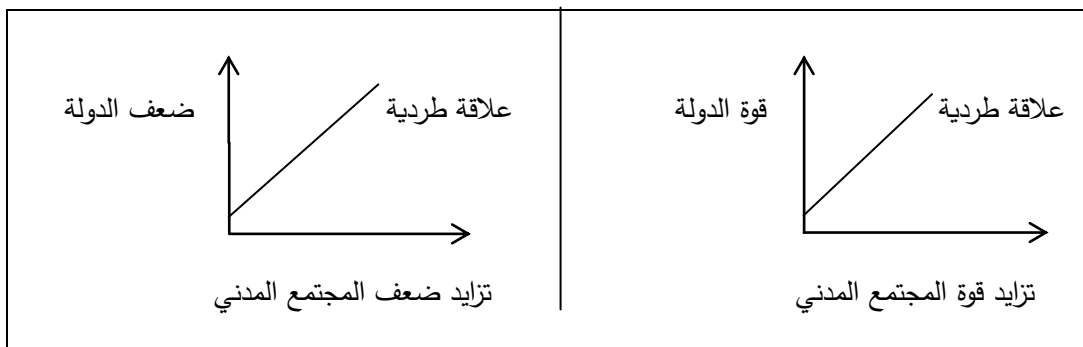 قوة الدولة
علاقة طردية
تزايد قوة المجتمع المدني
ضعف الدولة
علاقة طردية
تزايد ضعف المجتمع المدني